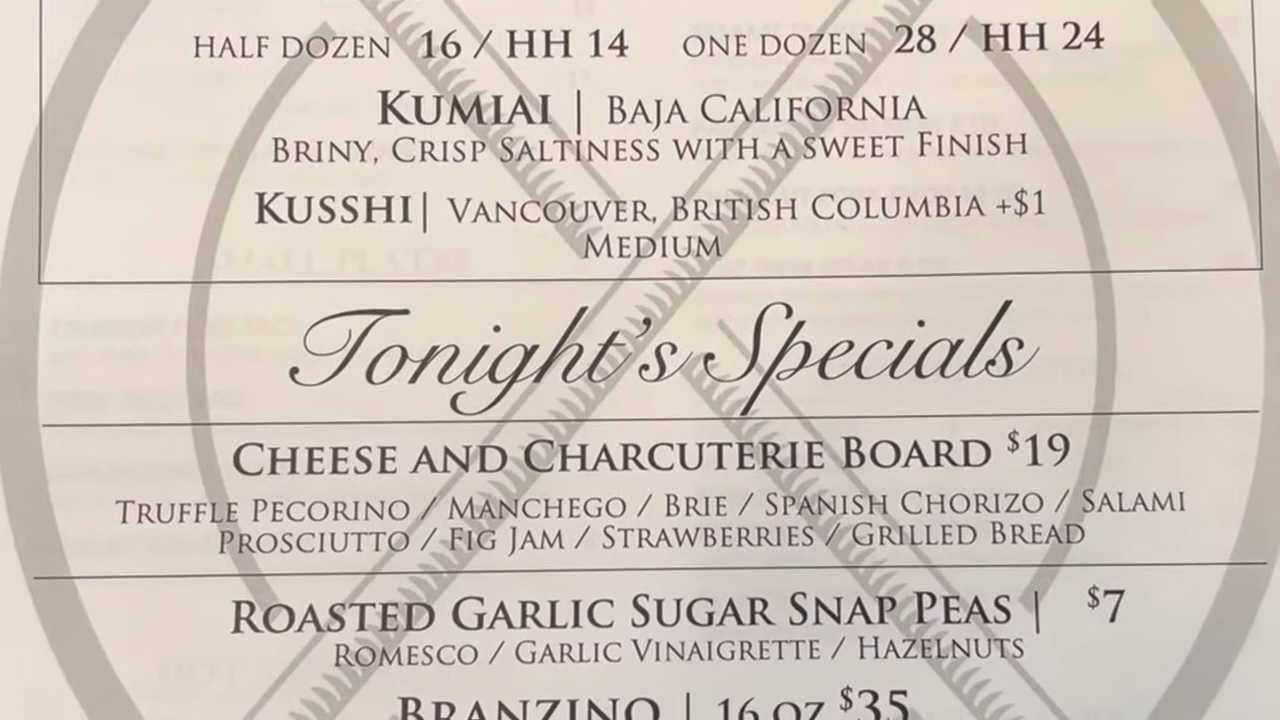 HALF DOZEN 16 / HH 14 ONE DOZEN 28 / HH 24
KUMIAI | BAJA CALIFORNIA
BRINY, CRISP SALTINESS WITH A SWEET FINISH
KUSSHI | VANCOUVER, BRITISH COLUMBIA +$1
MEDIUM
Tonight's Specials
CHEESE AND CHARCUTERIE BOARD $19
TRUFFLE PECORINO / MANCHEGO / BRIE / SPANISH CHORIZO / SALAMI
PROSCIUTTO / FIG JAM / STRAWBERRIES / GRILLED BREAD
ROASTED GARLIC SUGAR SNAP PEAS | $7
ROMESCO / GARLIC VINAIGRETTE / HAZELNUTS
BRANZINO | 16 OZ $35